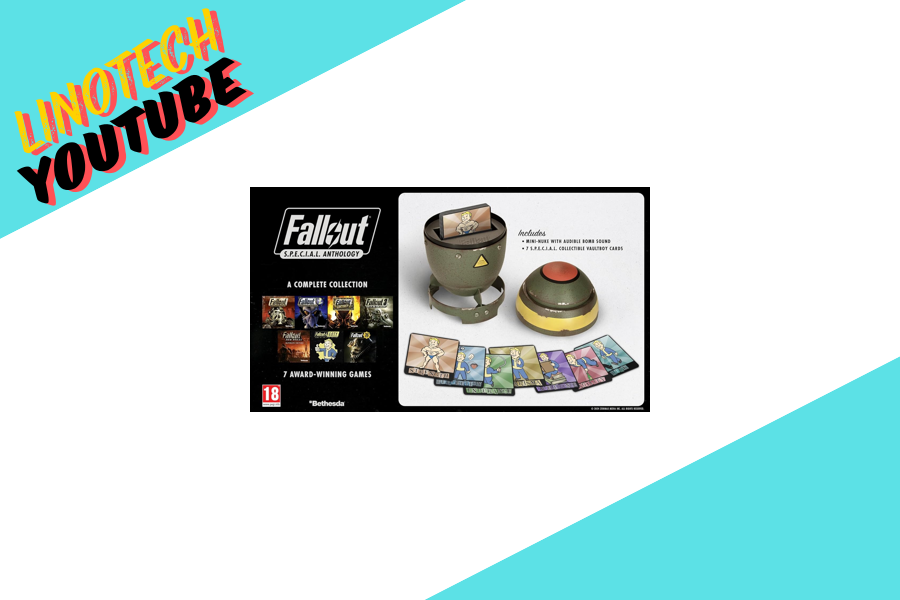 LINOTECH
YOUTUBE
Fallout
S.P.E.C.I.A.L. ANTHOLOGY
A COMPLETE COLLECTION
7 AWARD-WINNING GAMES
18
Bethesda
Includes
• MINI-NUKE WITH AUDIBLE BOMB SOUND
• 7 S.P.E.C.I.A.L. COLLECTIBLE VAULTBOY CARDS
STRENGTH